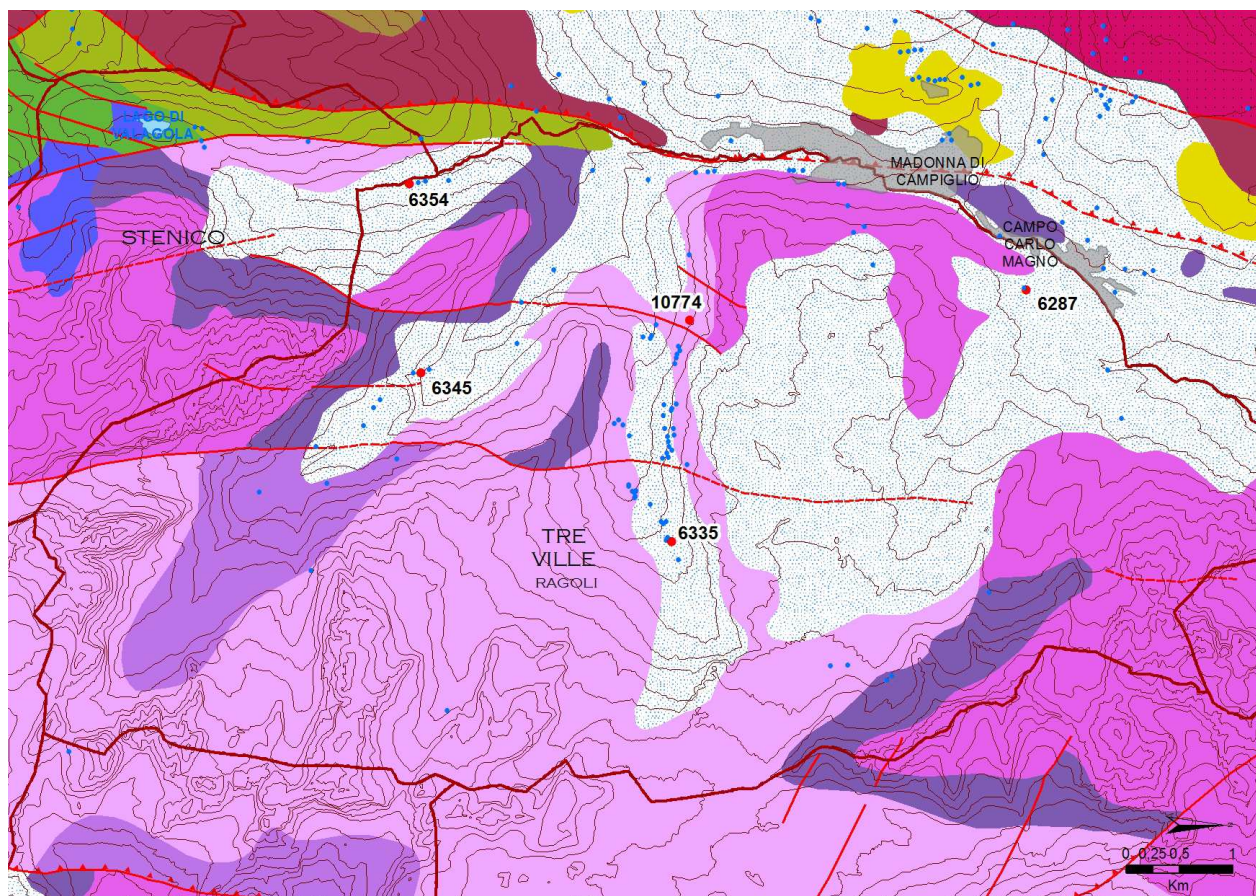 LAGO DI
VALAGOLA
MADONNA DI
CAMPIGLIO
6354
STENICO
CAMPO
CARLO
MAGNO
10774
6287
6345
6335
TRE
VILLE
RAGOLI
0 0,25 0,5 1
Km